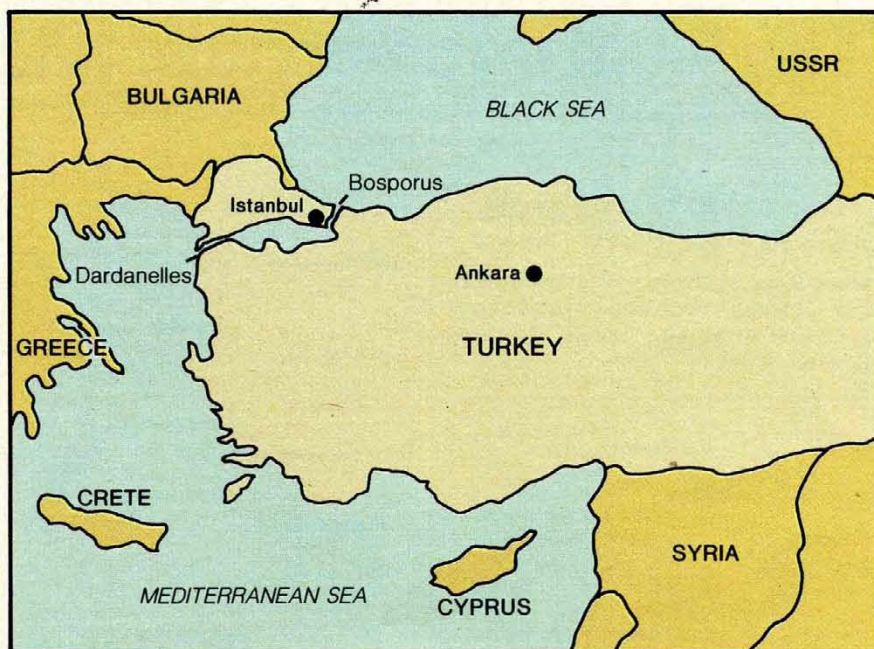 USSR
BULGARIA
BLACK SEA
Bosporus
Istanbul
Dardanelles
Ankara
GREECE
TURKEY
CRETE
SYRIA
MEDITERRANEAN SEA
CYPRUS